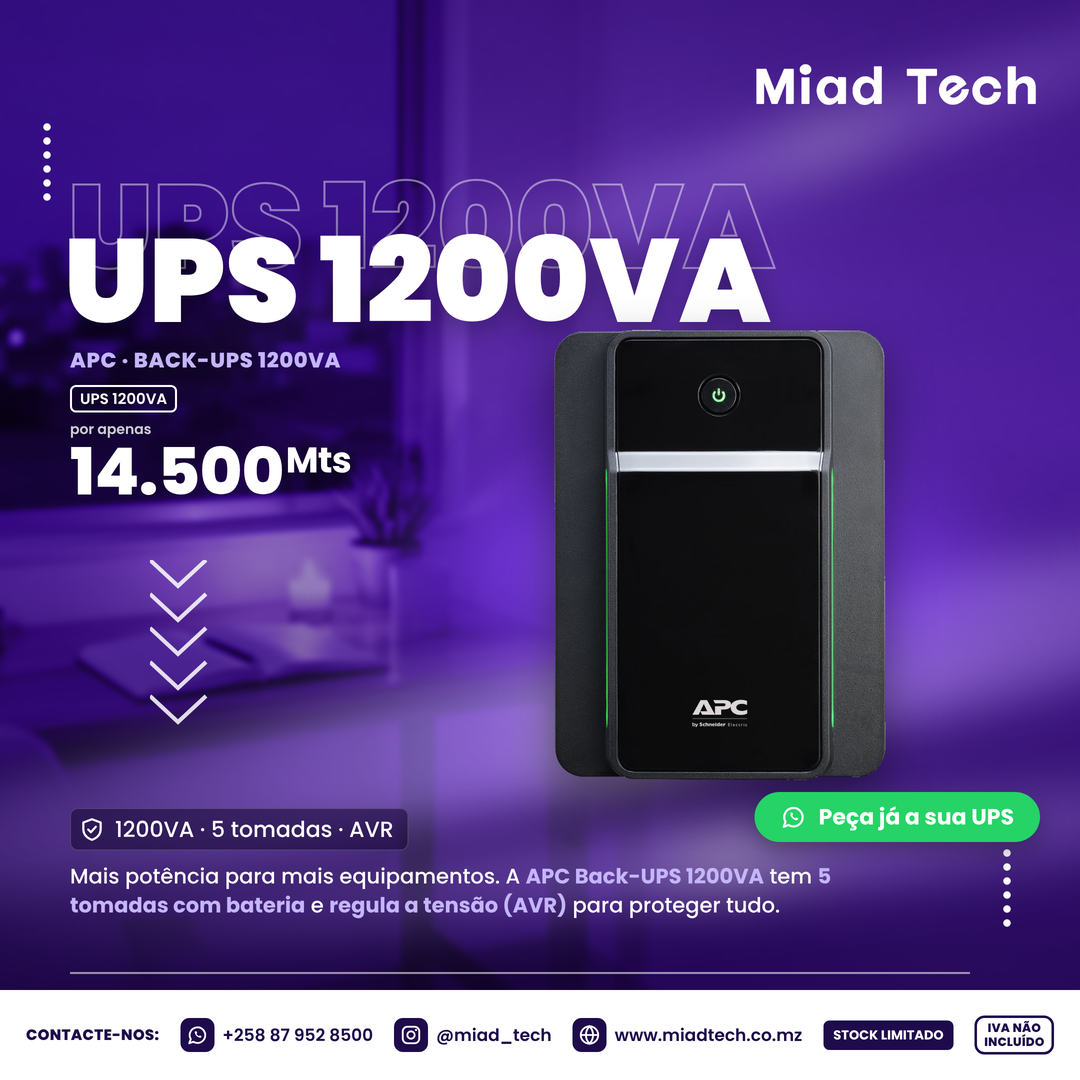 Miad Tech
UPS 1200VA
UPS 1200VA
APC · BACK-UPS 1200VA
UPS 1200VA
por apenas
14.500Mts
APC
by Schneider Electric
Peça já a sua UPS
1200VA · 5 tomadas · AVR
Mais potência para mais equipamentos. A APC Back-UPS 1200VA tem 5
tomadas com bateria e regula a tensão (AVR) para proteger tudo.
CONTACTE-NOS:
+258 87 952 8500
@miad_tech
www.miadtech.co.mz
STOCK LIMITADO
IVA NÃO
INCLUÍDO